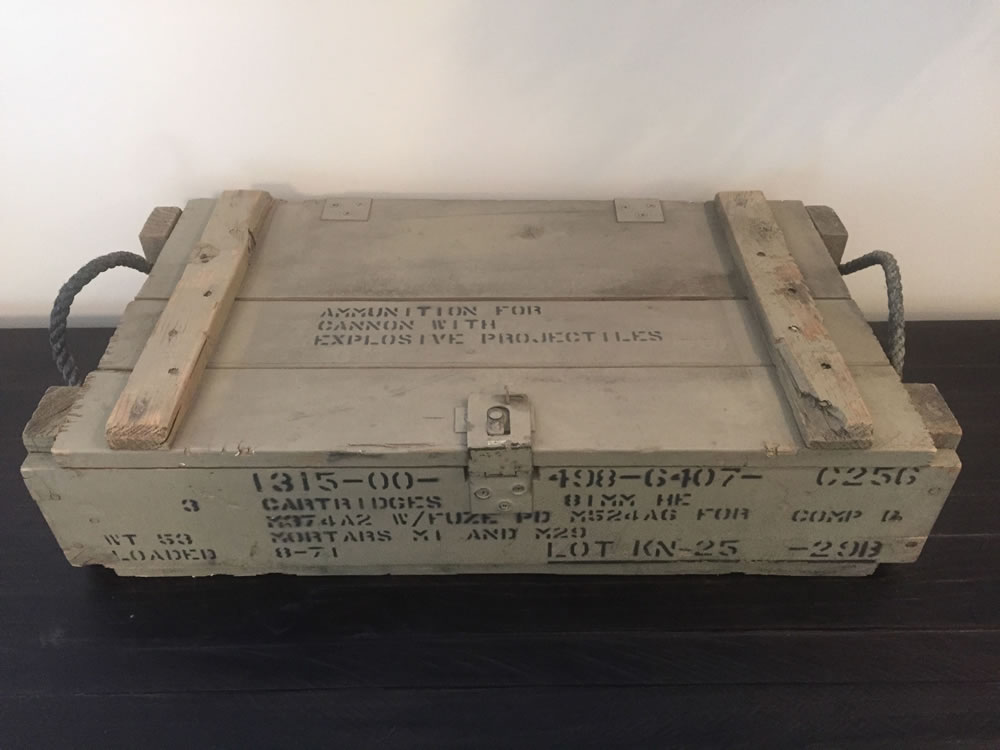 AMMUNITION FOR
CANNON WITH
EXPLOSIVE PROJECTILES
1315-00- 498-6407- C256
3 CARTRIDGES 81MM HE
M374A2 W/FUZE PD M524A6 FOR COMP B
WT 53 MORTARS M1 AND M29
LOADED 8-71 LOT KN-25 -29B